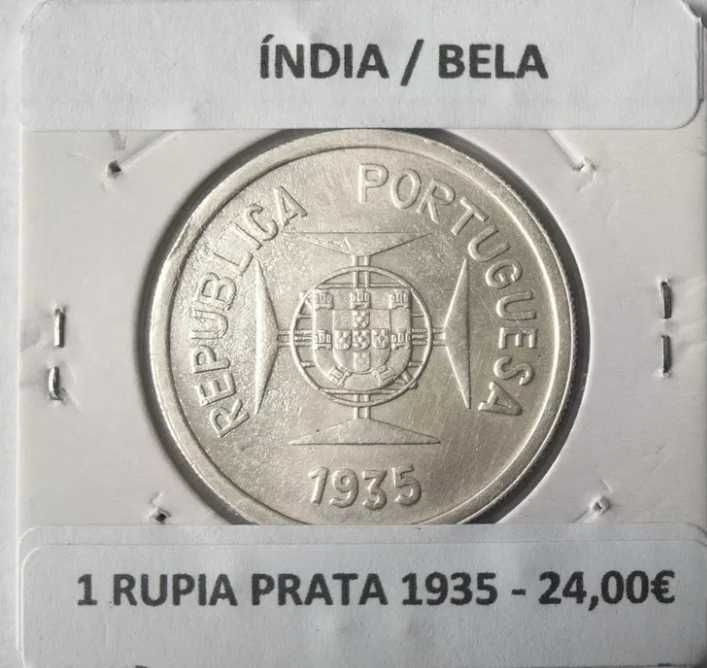 ÍNDIA / BELA
REPUBLICA PORTUGUESA
1935
1 RUPIA PRATA 1935 - 24,00€